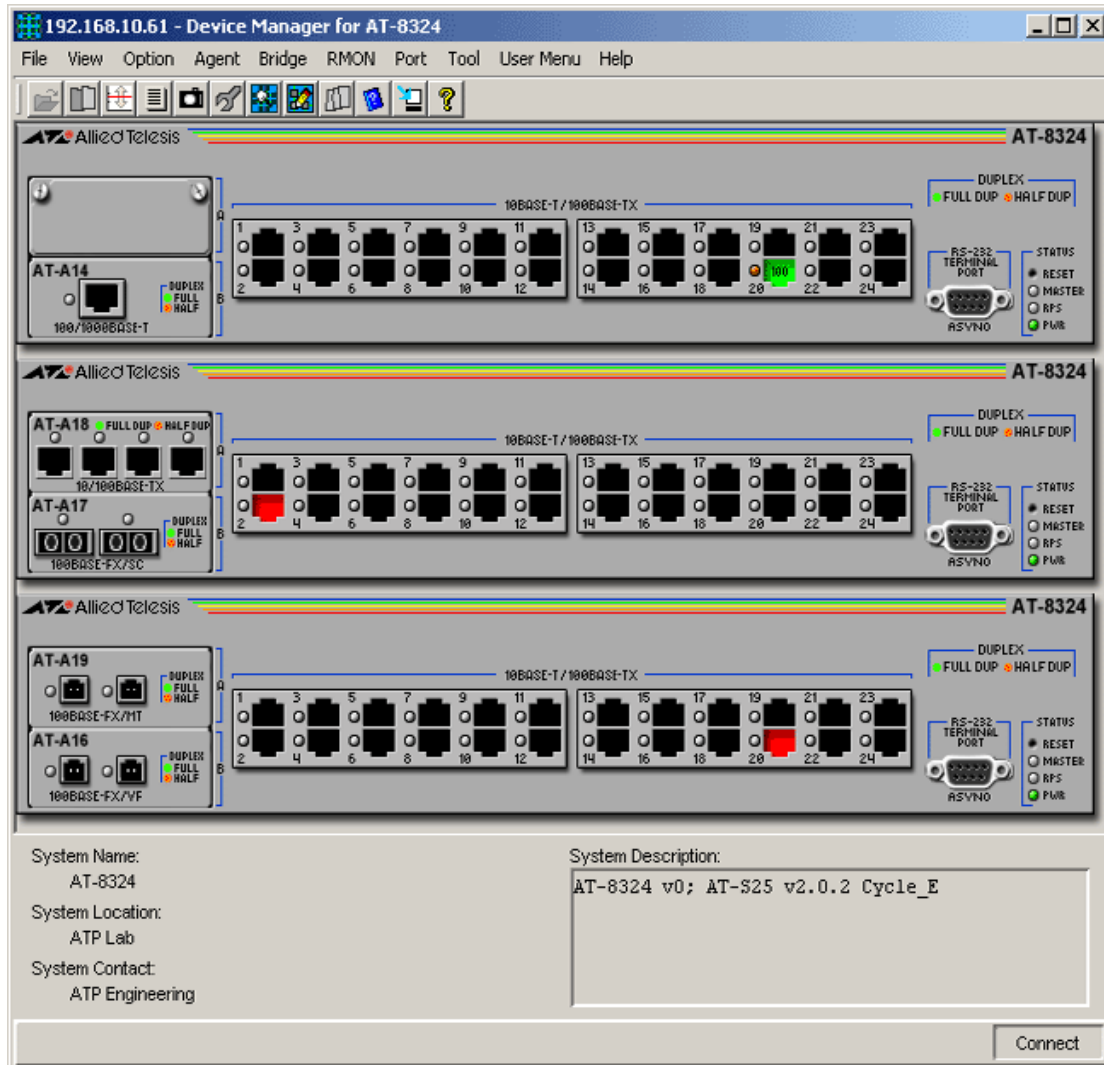 192.168.10.61 - Device Manager for AT-8324
File View Option Agent Bridge RMON Port Tool User Menu Help
Allied Telesis AT-8324
DUPLEX
FULL DUP HALF DUP
10BASE-T/100BASE-TX
A
1 3 5 7 9 11 13 15 17 19 21 23
AT-A14
DUPLEX
FULL
HALF
B
100/1000BASE-T
100
2 4 6 8 10 12 14 16 18 20 22 24
RS-232
TERMINAL
PORT
ASYNO
STATUS
RESET
MASTER
RPS
PWR
Allied Telesis AT-8324
DUPLEX
FULL DUP HALF DUP
AT-A18 FULL DUP HALF DUP
10BASE-T/100BASE-TX
A
10/100BASE-TX
1 3 5 7 9 11 13 15 17 19 21 23
AT-A17
DUPLEX
FULL
HALF
B
100BASE-FX/SC
2 4 6 8 10 12 14 16 18 20 22 24
RS-232
TERMINAL
PORT
ASYNO
STATUS
RESET
MASTER
RPS
PWR
Allied Telesis AT-8324
DUPLEX
FULL DUP HALF DUP
AT-A19
DUPLEX
FULL
HALF
A
100BASE-FX/MT
10BASE-T/100BASE-TX
1 3 5 7 9 11 13 15 17 19 21 23
AT-A16
DUPLEX
FULL
HALF
B
100BASE-FX/VF
2 4 6 8 10 12 14 16 18 20 22 24
RS-232
TERMINAL
PORT
ASYNO
STATUS
RESET
MASTER
RPS
PWR
System Name:
AT-8324
System Location:
ATP Lab
System Contact:
ATP Engineering
System Description:
AT-8324 v0; AT-S25 v2.0.2 Cycle_E
Connect